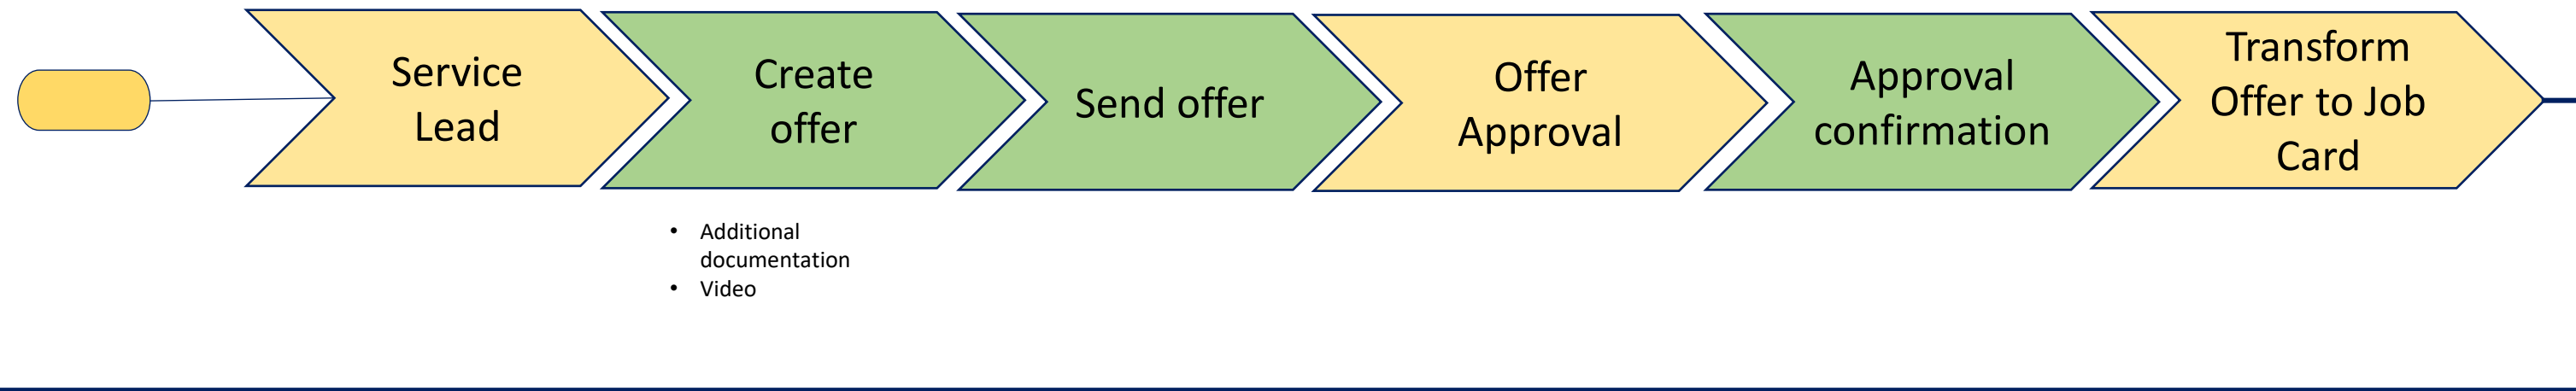 Service
Lead
Create
offer
Send offer
Offer
Approval
Approval
confirmation
Transform
Offer to Job
Card
• Additional
documentation
• Video